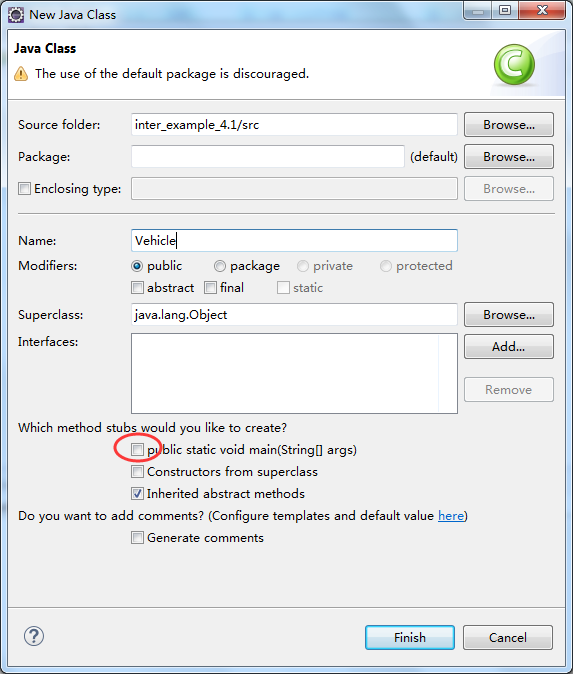 New Java Class
Java Class
The use of the default package is discouraged.
Source folder: inter_example_4.1/src Browse...
Package: (default) Browse...
Enclosing type: Browse...
Name: Vehicle
Modifiers: public package private protected
abstract final static
Superclass: java.lang.Object Browse...
Interfaces: Add...
Remove
Which method stubs would you like to create?
public static void main(String[] args)
Constructors from superclass
Inherited abstract methods
Do you want to add comments? (Configure templates and default value here)
Generate comments
? Finish Cancel